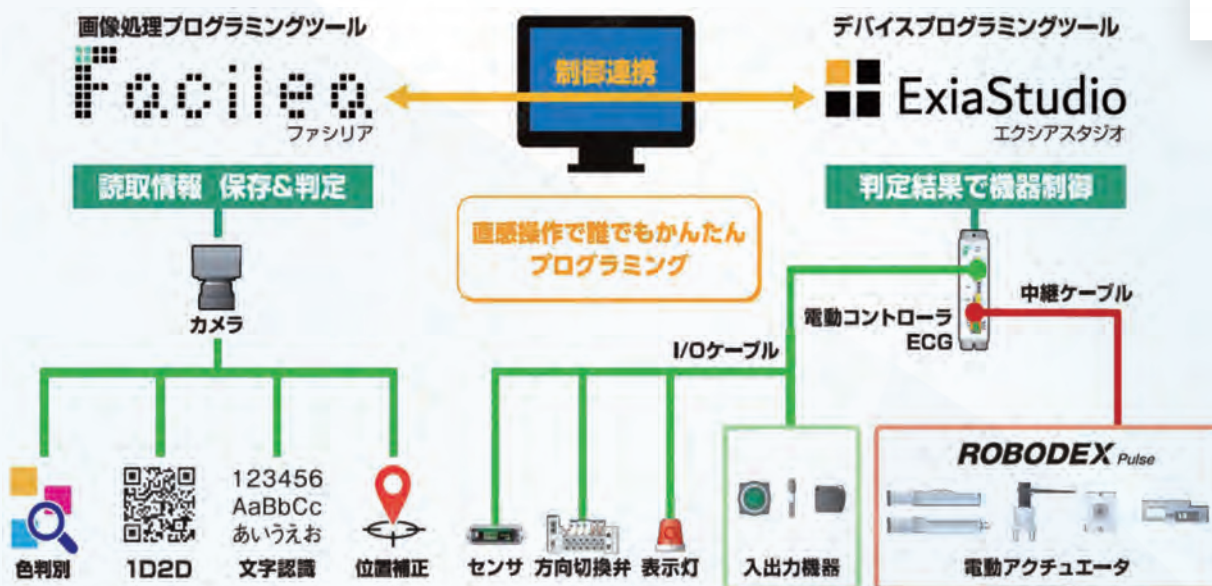 画像処理プログラミングツール
Facilea
ファシリア
制御連携
デバイスプログラミングツール
ExiaStudio
エクシアスタジオ
読取情報 保存&判定
直感操作で誰でもかんたん
プログラミング
判定結果で機器制御
カメラ
電動コントローラ
ECG
中継ケーブル
I/Oケーブル
123456
AaBbCc
あいうえお
色判別
1D2D
文字認識
位置補正
センサ
方向切換弁
表示灯
入出力機器
ROBODEX Pulse
電動アクチュエータ